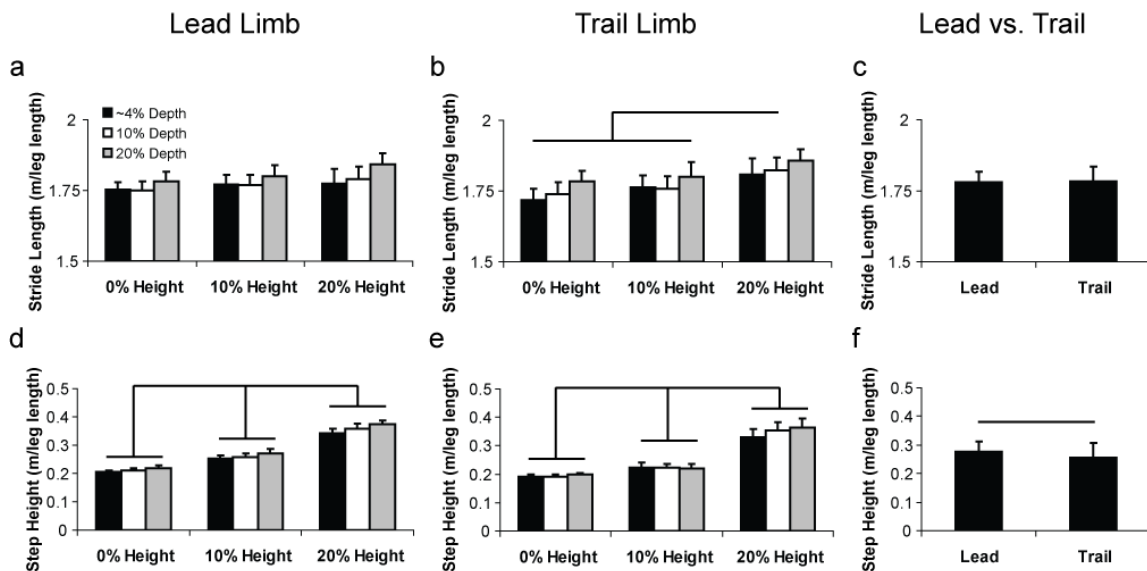 Lead Limb
Trail Limb
Lead vs. Trail
a
Stride Length (m/leg length)
2
1.75
1.5
~4% Depth
10% Depth
20% Depth
0% Height
10% Height
20% Height
b
Stride Length (m/leg length)
2
1.75
1.5
0% Height
10% Height
20% Height
c
Stride Length (m/leg length)
2
1.75
1.5
Lead
Trail
d
Step Height (m/leg length)
0.5
0.4
0.3
0.2
0.1
0
0% Height
10% Height
20% Height
e
Step Height (m/leg length)
0.5
0.4
0.3
0.2
0.1
0
0% Height
10% Height
20% Height
f
Step Height (m/leg length)
0.5
0.4
0.3
0.2
0.1
0
Lead
Trail